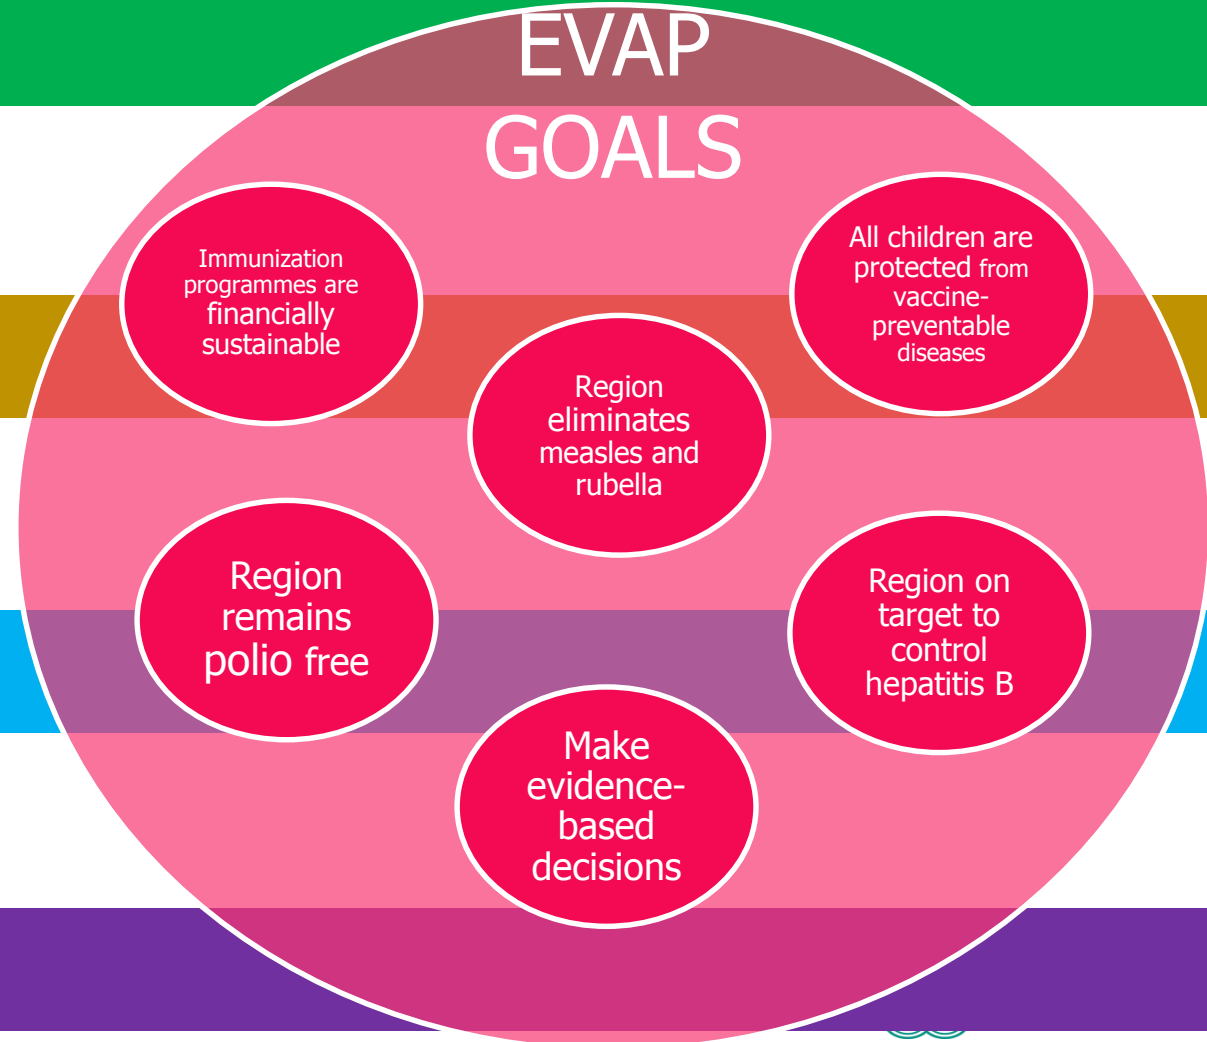 EVAP
GOALS
Immunization
programmes are
financially
sustainable
All children are
protected from
vaccine-
preventable
diseases
Region
eliminates
measles and
rubella
Region
remains
polio free
Region on
target to
control
hepatitis B
Make
evidence-
based
decisions